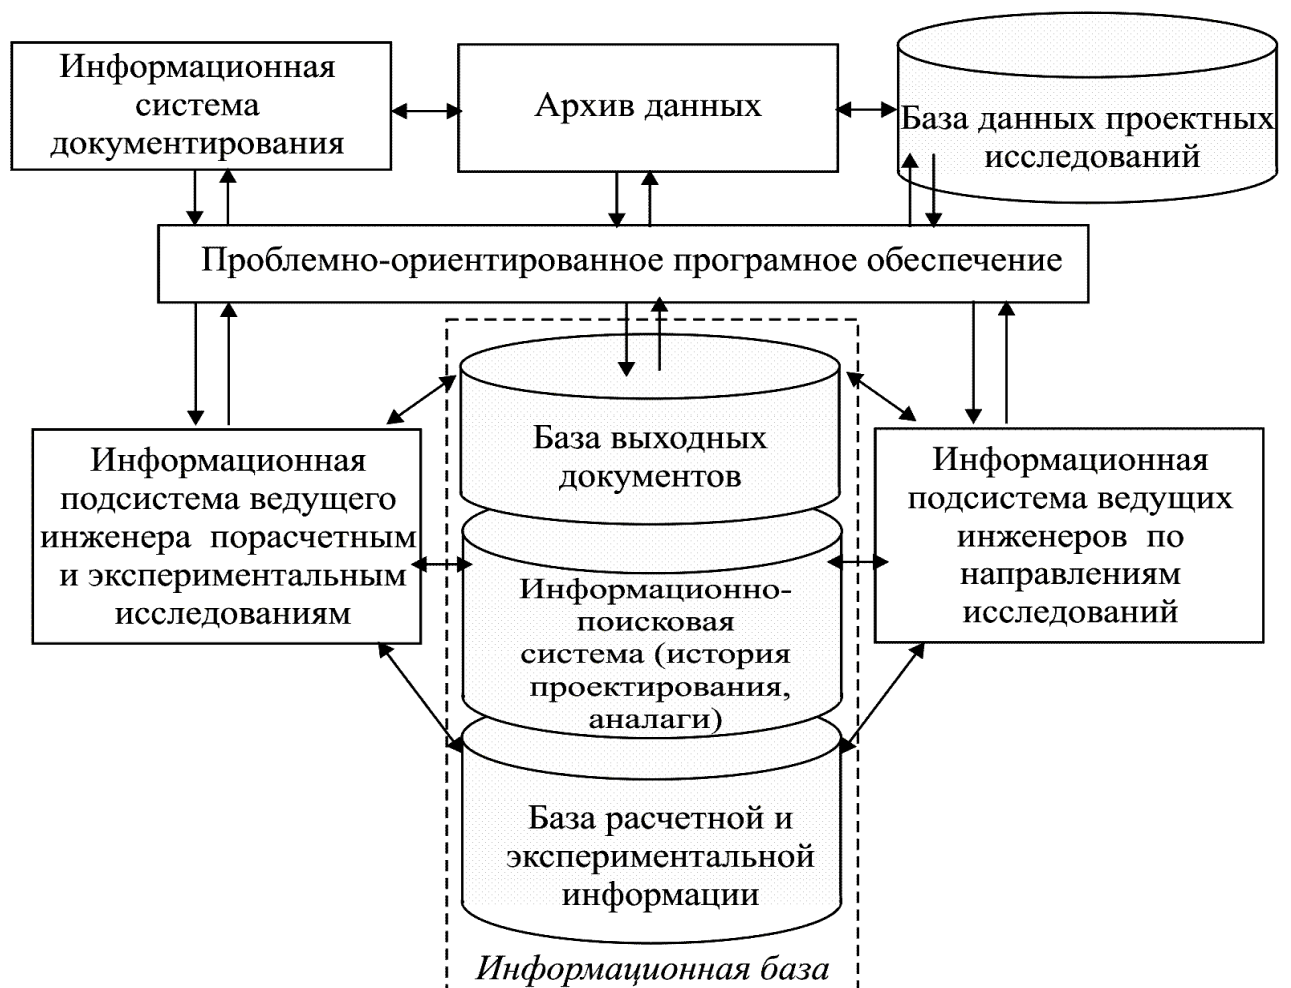 Информационная
система
документирования
Архив данных
База данных проектных
исследований
Проблемно-ориентированное програмное обеспечение
База выходных
документов
Информационная
подсистема ведущего
инженера порасчетным
и экспериментальным
исследованиям
Информационная
подсистема ведущих
инженеров по
направлениям
исследований
Информационно-
поисковая
система (история
проектирования,
аналаги)
База расчетной и
экспериментальной
информации
Информационная база